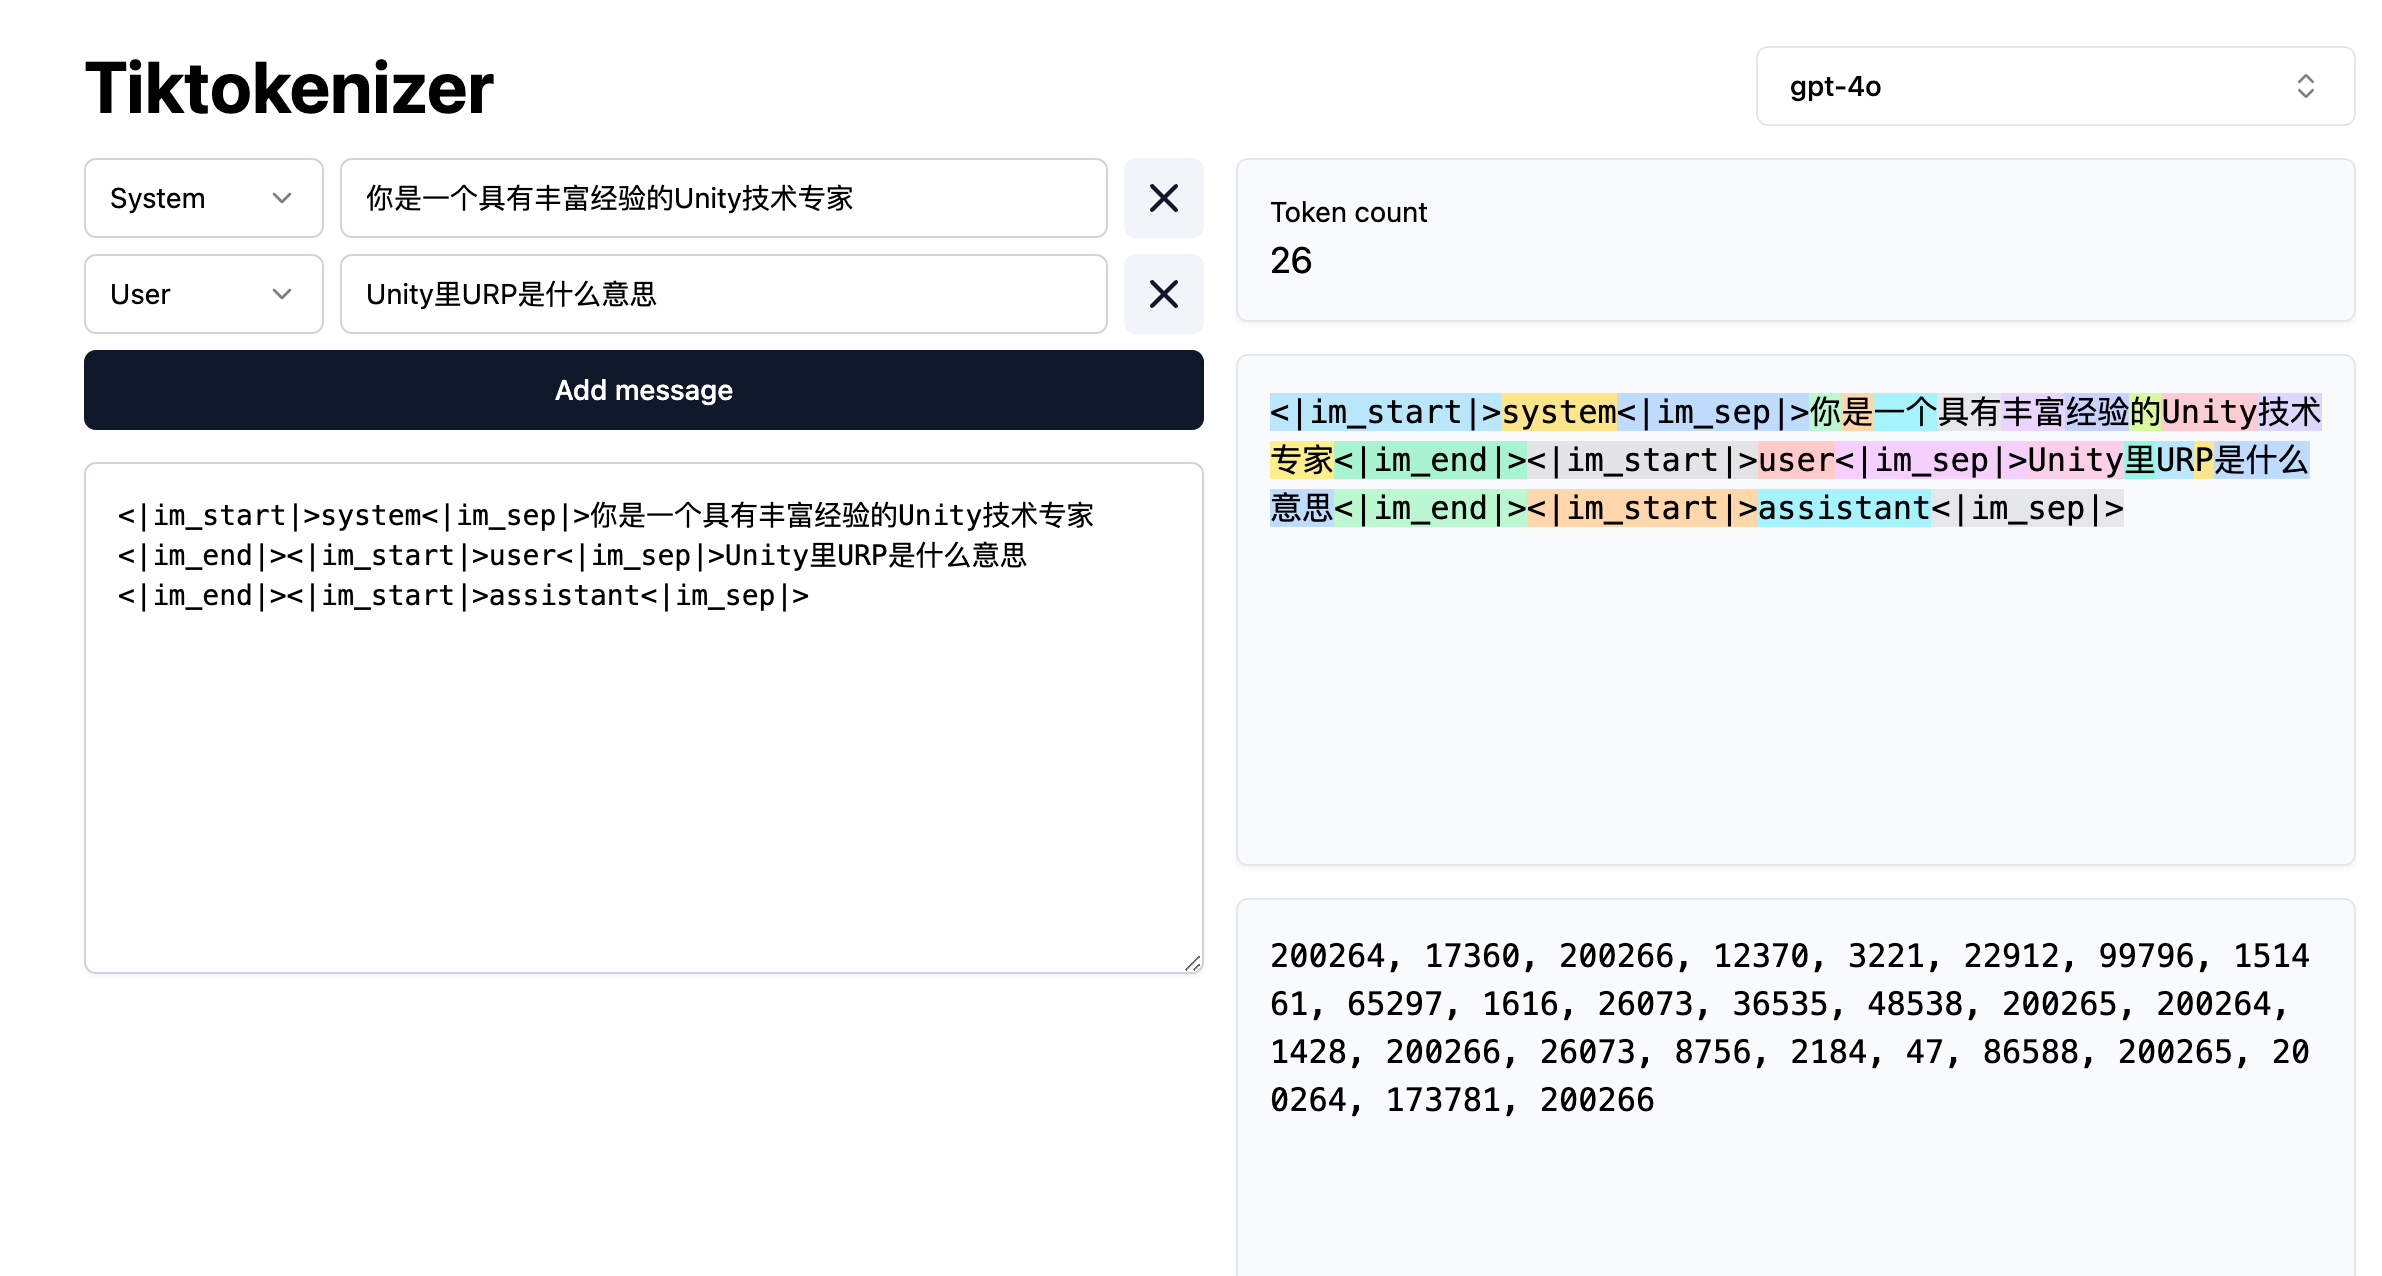 Tiktokenizer
gpt-4o
System
你是一个具有丰富经验的Unity技术专家
User
Unity里URP是什么意思
Add message
<|im_start|>system<|im_sep|>你是一个具有丰富经验的Unity技术专家
<|im_end|><|im_start|>user<|im_sep|>Unity里URP是什么意思
<|im_end|><|im_start|>assistant<|im_sep|>
Token count
26
<|im_start|>system<|im_sep|>你是一个具有丰富经验的Unity技术
专家<|im_end|><|im_start|>user<|im_sep|>Unity里URP是什么
意思<|im_end|><|im_start|>assistant<|im_sep|>
200264, 17360, 200266, 12370, 3221, 22912, 99796, 1514
61, 65297, 1616, 26073, 36535, 48538, 200265, 200264,
1428, 200266, 26073, 8756, 2184, 47, 86588, 200265, 20
0264, 173781, 200266